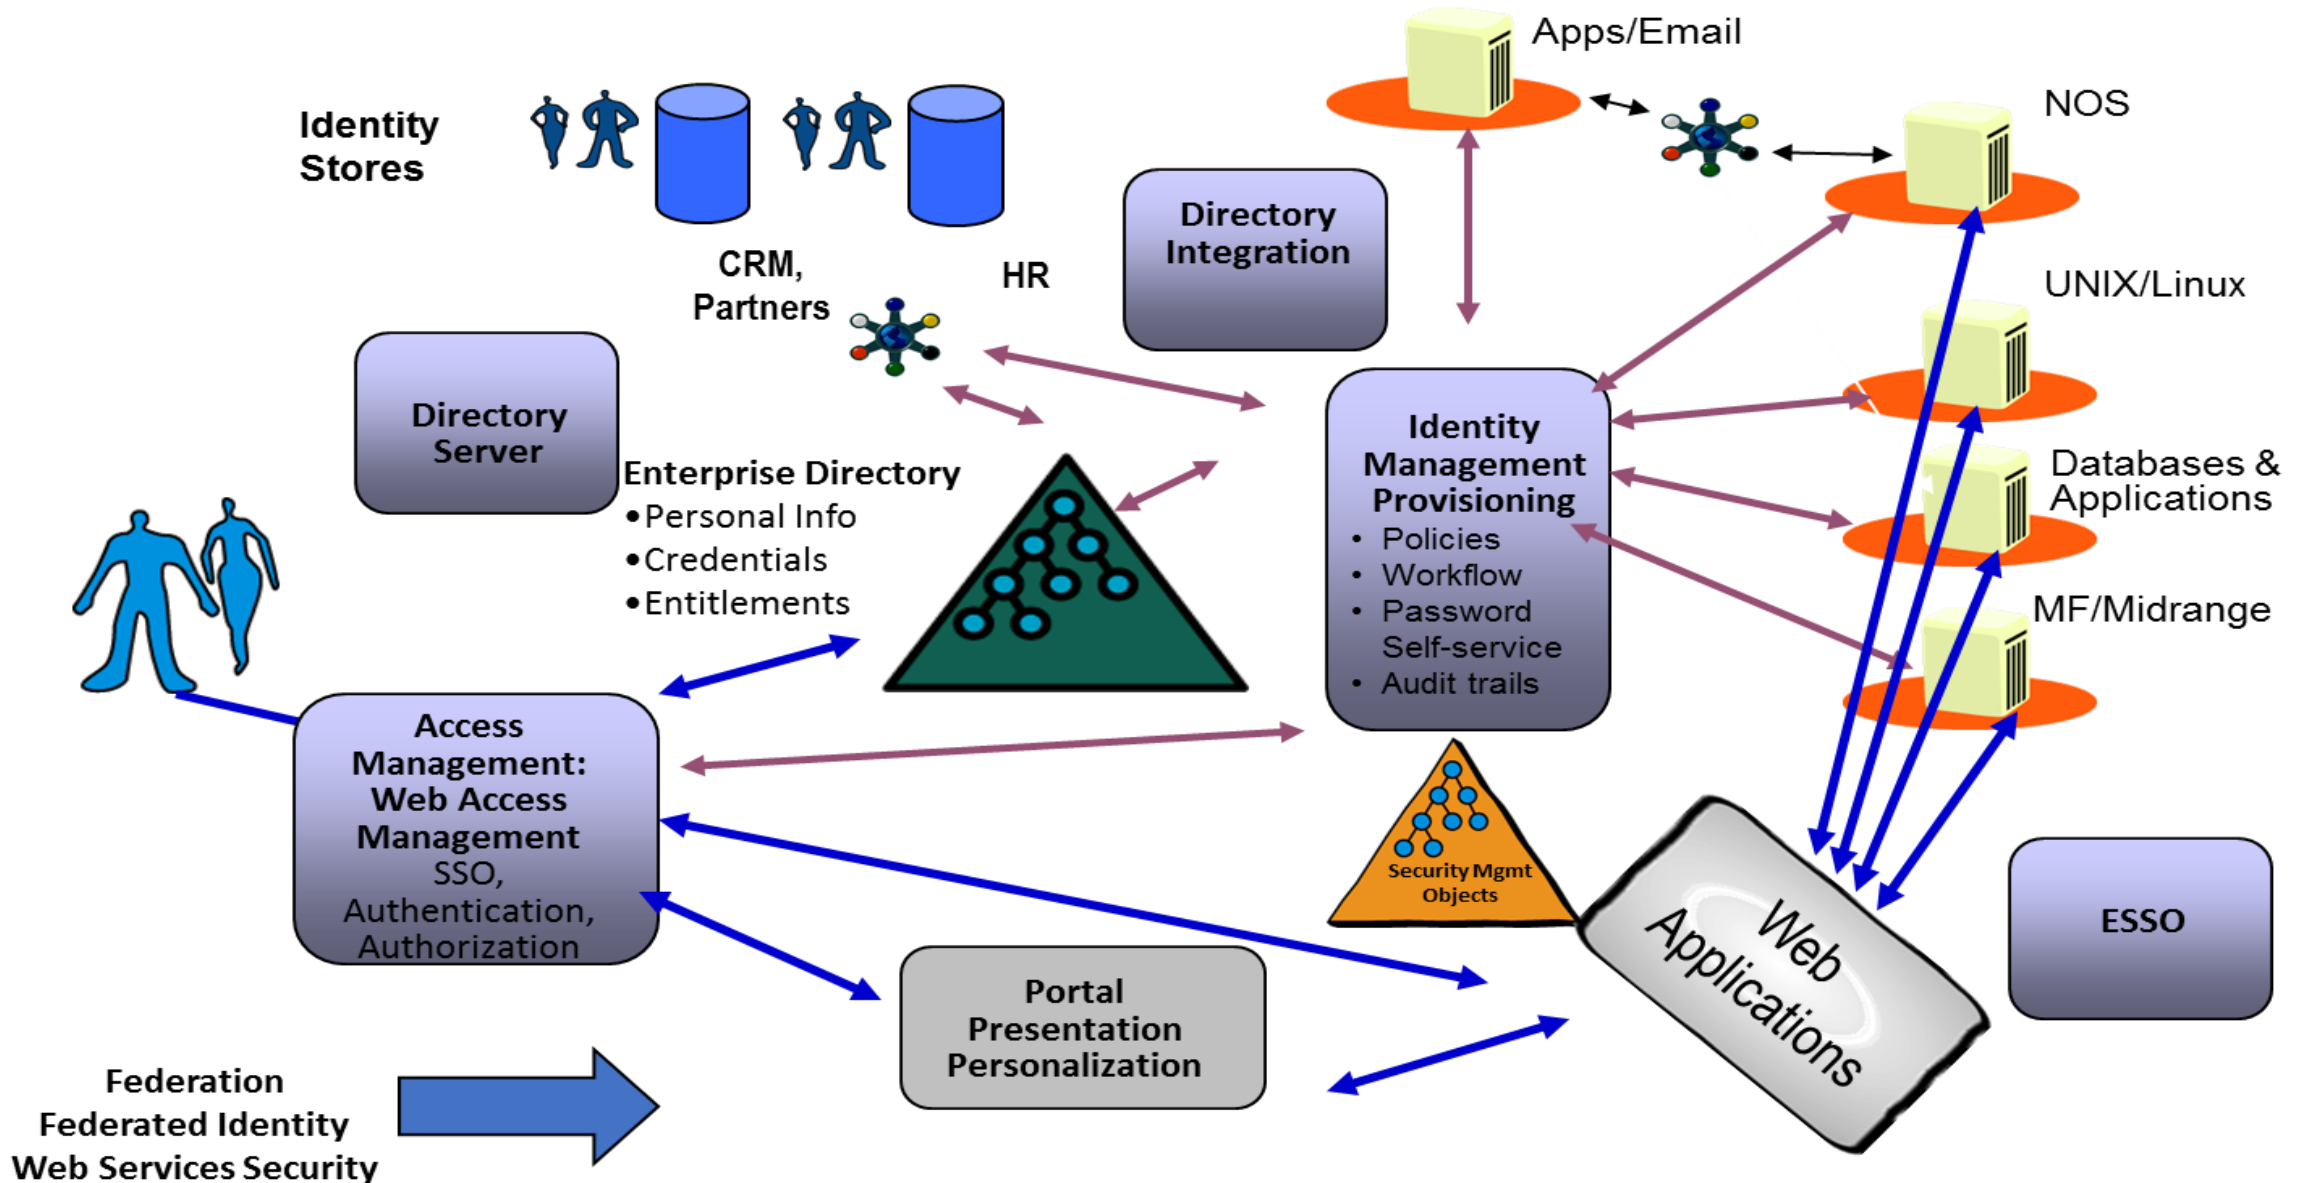 Apps/Email
NOS
Identity
Stores
Directory
Integration
CRM,
Partners
HR
UNIX/Linux
Directory
Server
Enterprise Directory
•Personal Info
•Credentials
•Entitlements
Identity
Management
Provisioning
• Policies
• Workflow
• Password
Self-service
• Audit trails
Databases &
Applications
MF/Midrange
Access
Management:
Web Access
Management
SSO,
Authentication,
Authorization
Security Mgmt
Objects
Web
Applications
ESSO
Portal
Presentation
Personalization
Federation
Federated Identity
Web Services Security